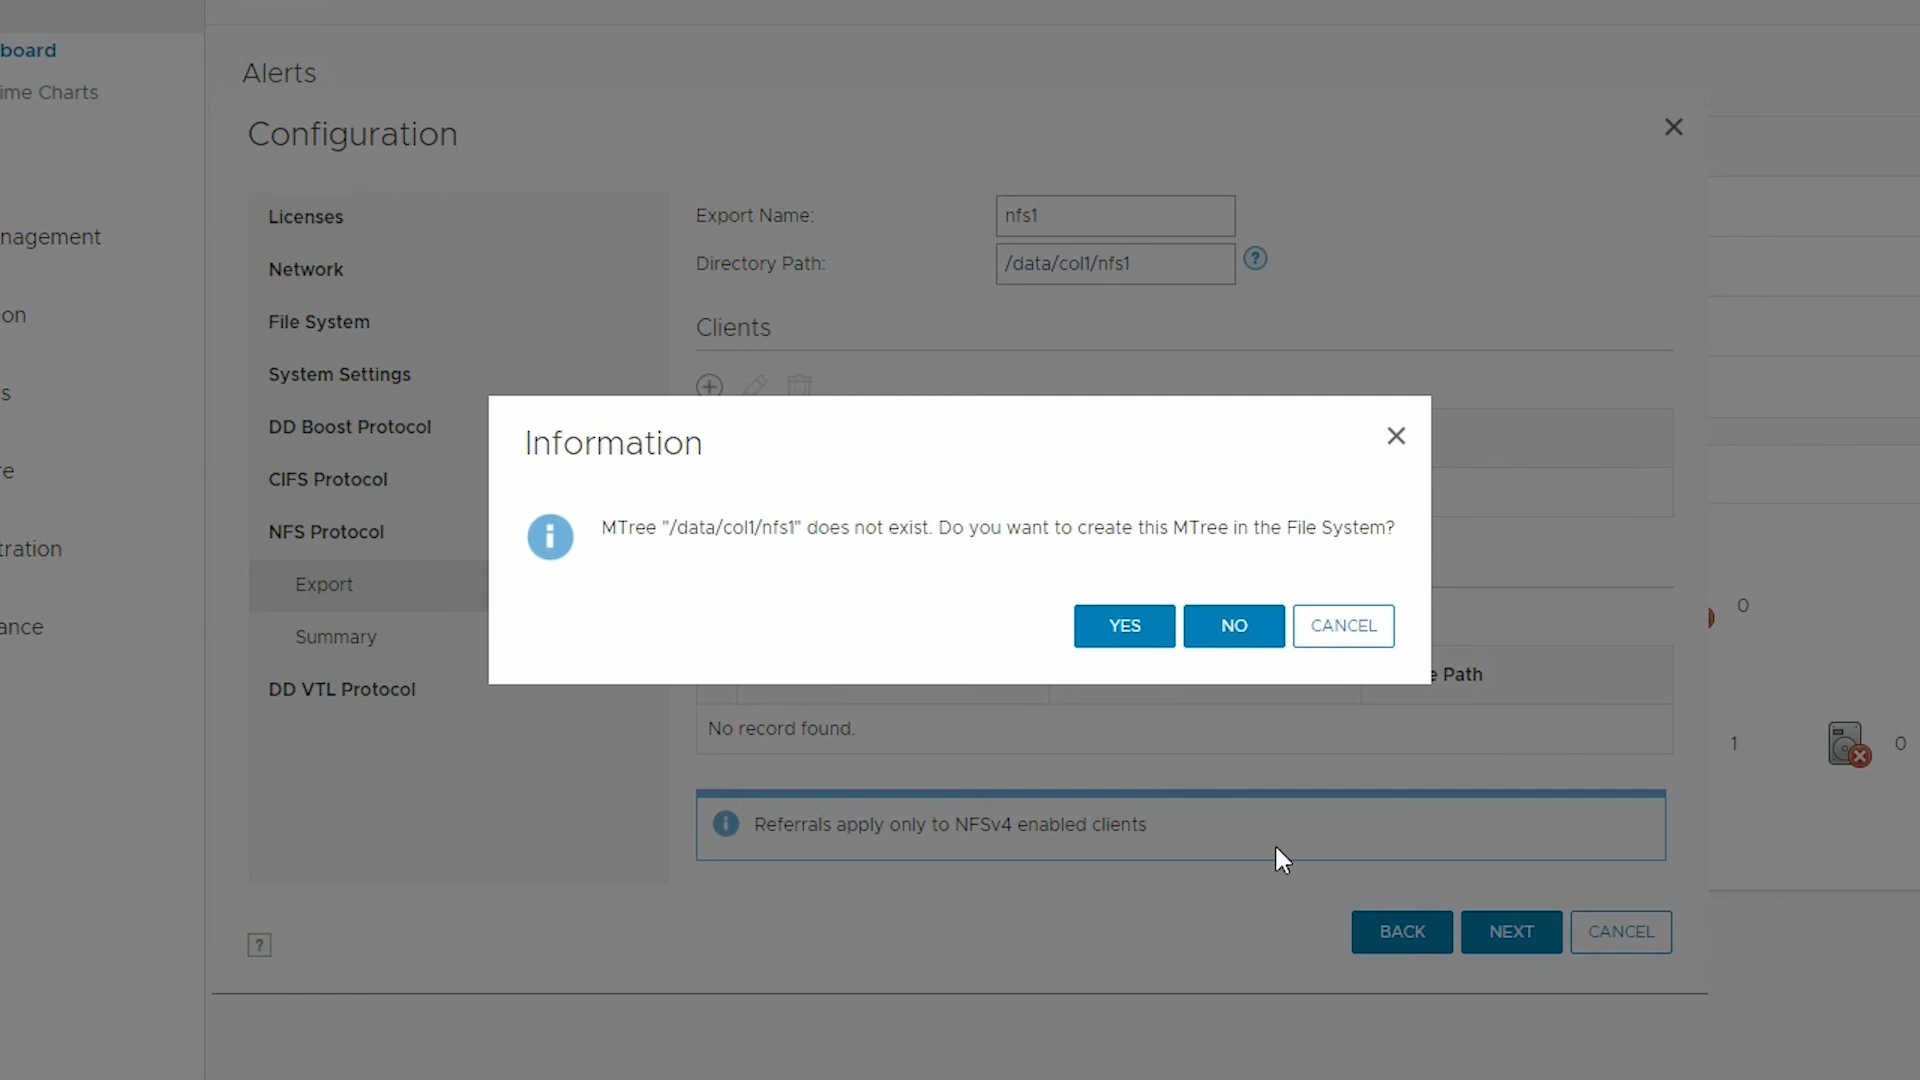 board
ime Charts
nagement
on
s
re
tration
ance
Alerts
Configuration
Licenses
Network
File System
System Settings
DD Boost Protocol
CIFS Protocol
NFS Protocol
Export
Summary
DD VTL Protocol
Export Name:
nfs1
Directory Path:
/data/col1/nfs1
?
Clients
Information
MTree "/data/col1/nfs1" does not exist. Do you want to create this MTree in the File System?
YES
NO
CANCEL
e Path
No record found.
Referrals apply only to NFSv4 enabled clients
BACK
NEXT
CANCEL
?
0
1
0